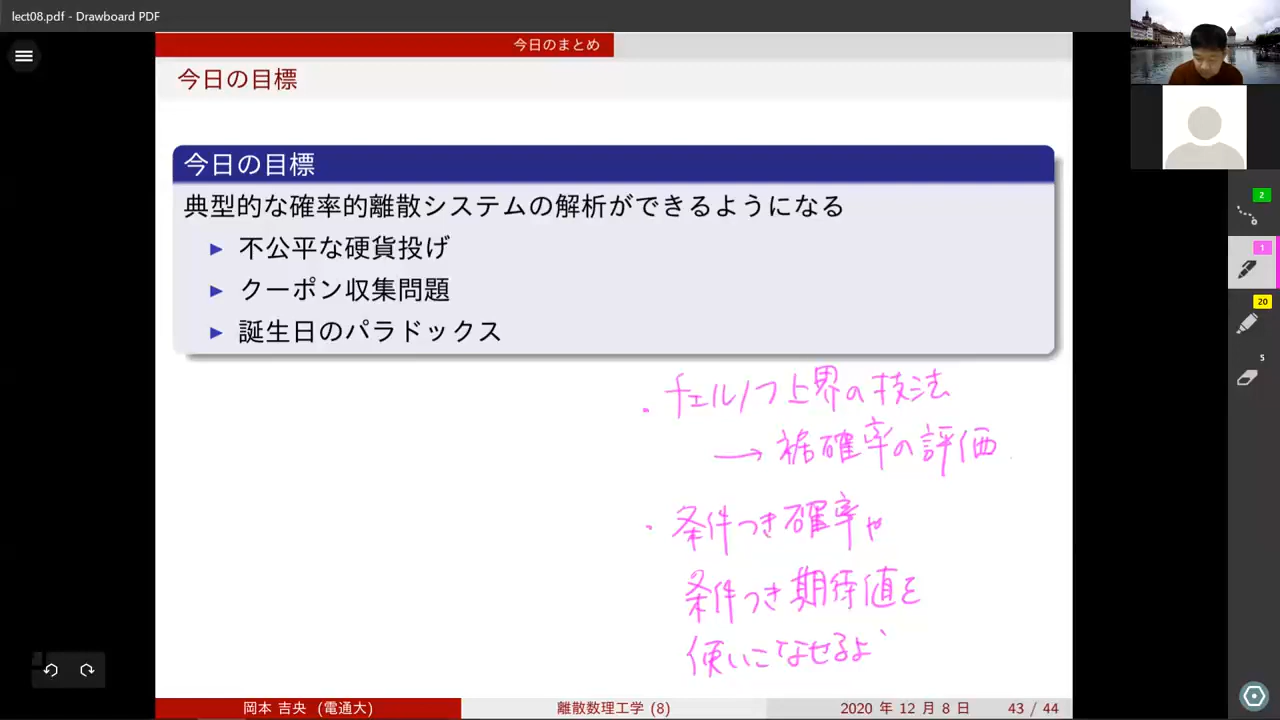 lect08.pdf - Drawboard PDF
今日のまとめ
今日の目標
今日の目標
典型的な確率的離散システムの解析ができるようになる
▶ 不公平な硬貨投げ
▶ クーポン収集問題
▶ 誕生日のパラドックス
・チェルノフ上界の技法
→ 裾確率の評価
・条件つき確率や
条件つき期待値を
使いこなせるよ
2
1
20
5
岡本 吉央 (電通大)
離散数理工学 (8)
2020 年 12 月 8 日
43 / 44